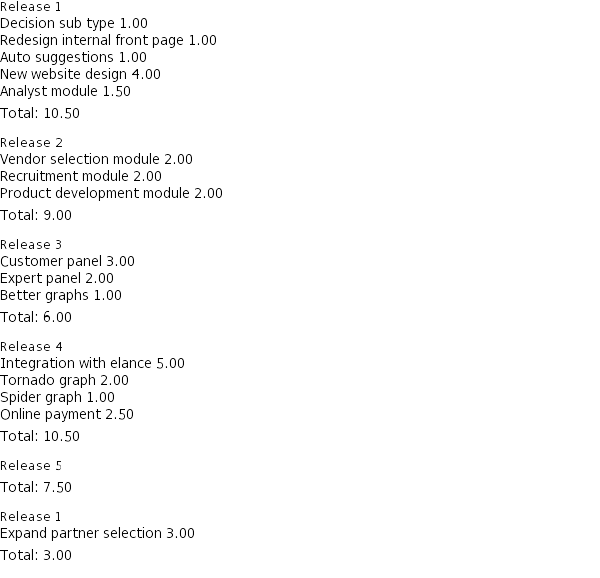 Release 1
Decision sub type 1.00
Redesign internal front page 1.00
Auto suggestions 1.00
New website design 4.00
Analyst module 1.50
Total: 10.50
Release 2
Vendor selection module 2.00
Recruitment module 2.00
Product development module 2.00
Total: 9.00
Release 3
Customer panel 3.00
Expert panel 2.00
Better graphs 1.00
Total: 6.00
Release 4
Integration with elance 5.00
Tornado graph 2.00
Spider graph 1.00
Online payment 2.50
Total: 10.50
Release 5
Total: 7.50
Release 1
Expand partner selection 3.00
Total: 3.00